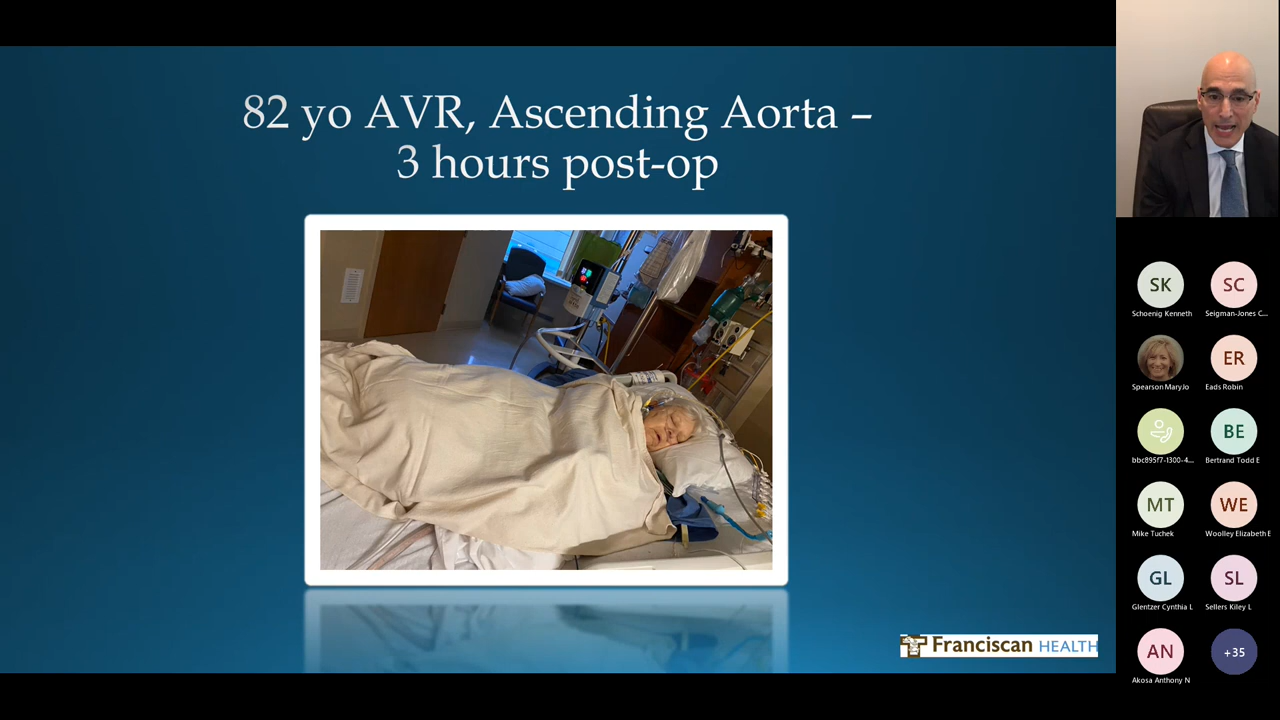 82 yo AVR, Ascending Aorta –
3 hours post-op
Franciscan HEALTH
SK
Schoenig Kenneth
SC
Seigman-Jones C...
Spearson MaryJo
ER
Eads Robin
bbc895f7-1300-4...
BE
Bertrand Todd E
MT
Mike Tuchek
WE
Woolley Elizabeth E
GL
Glentzer Cynthia L
SL
Sellers Kiley L
AN
Akosa Anthony N
+35